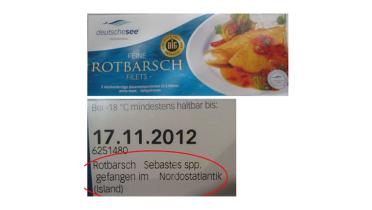 deutschesee
FEINE
ROTBARSCH
- FILETS -
Bei -18 °C mindestens haltbar bis:
17.11.2012
6251480
Rotbarsch Sebastes spp.
gefangen im Nordostatlantik
(Island)